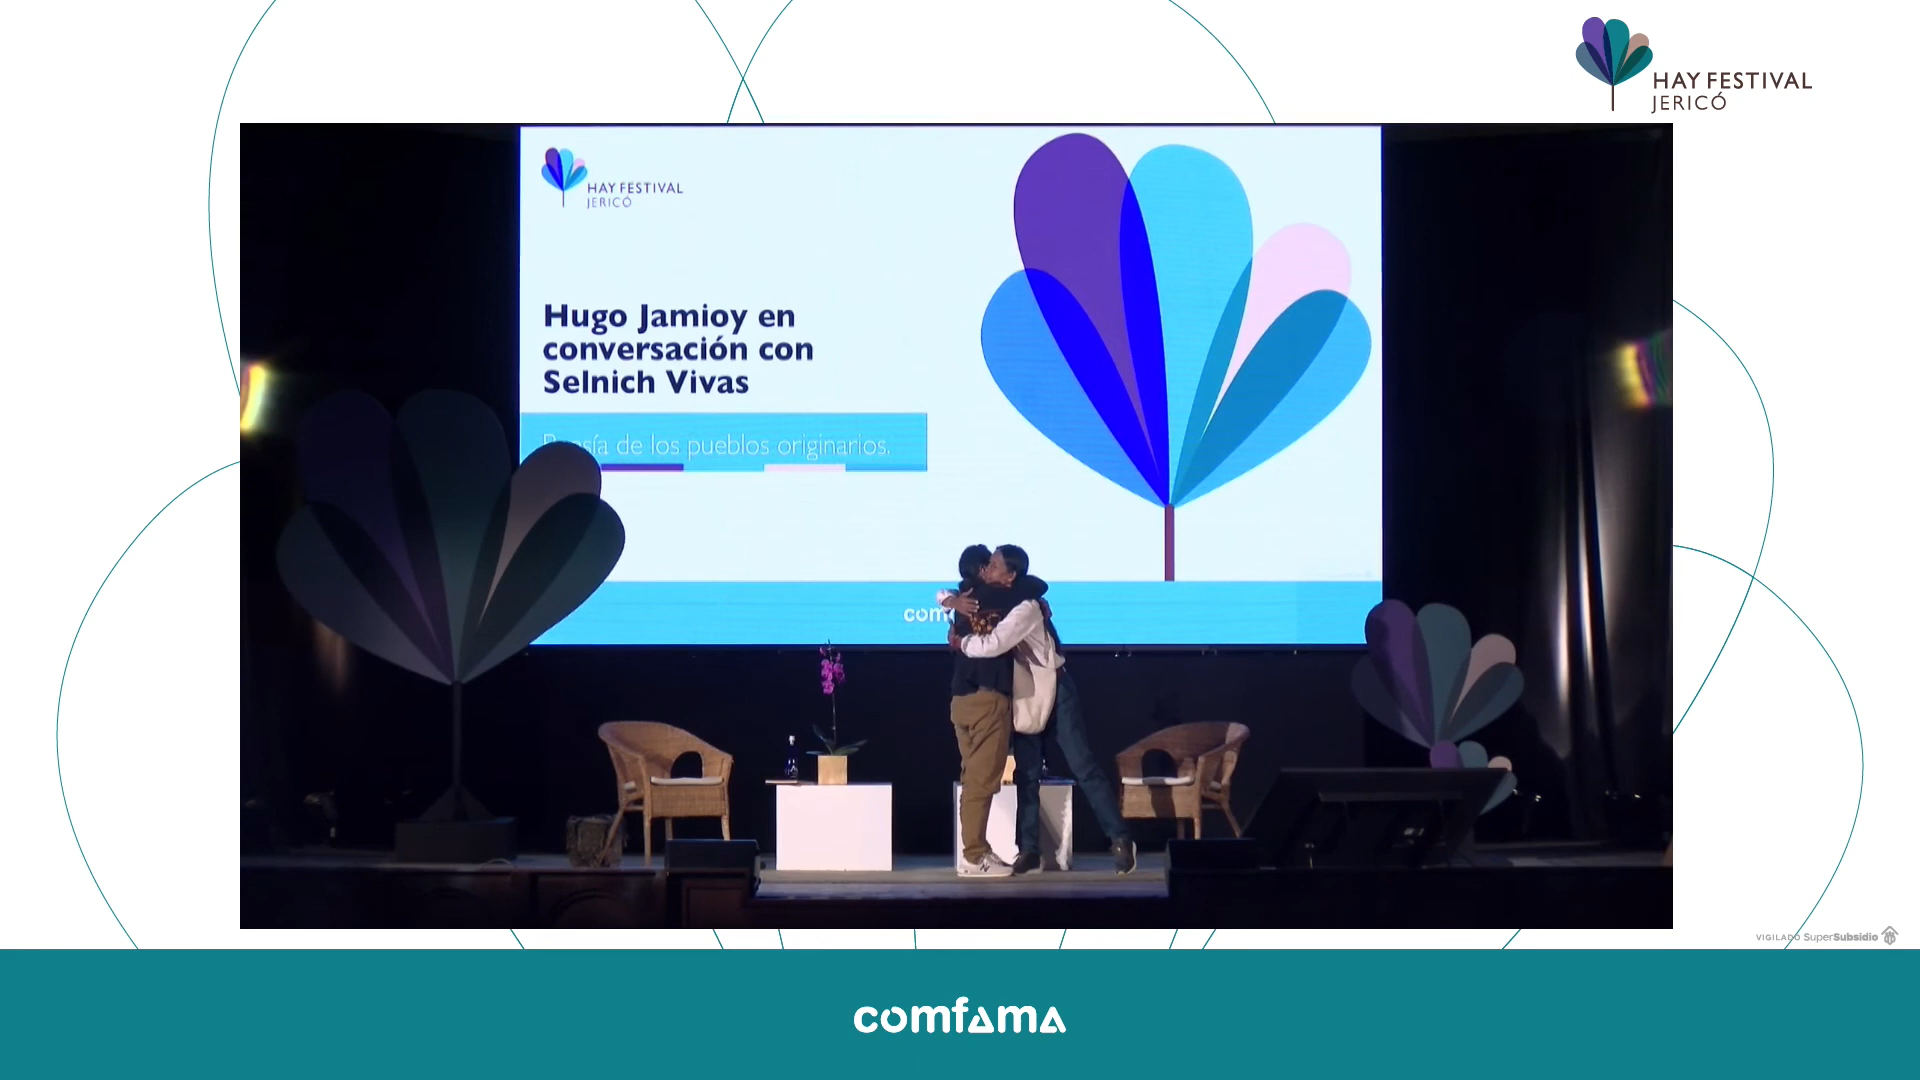 HAY FESTIVAL
JERICÓ
HAY FESTIVAL
JERICÓ
Hugo Jamioy en
conversación con
Selnich Vivas
de los pueblos originarios.
VIGILADO SuperSubsidio
comfama